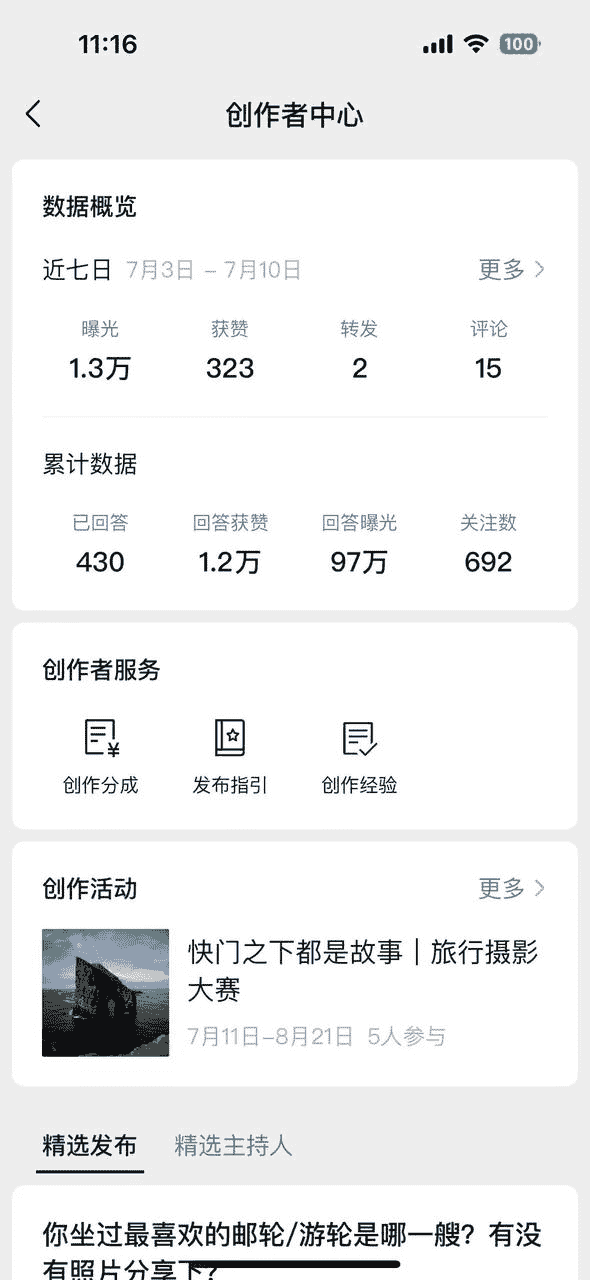 11:16
100
创作者中心
数据概览
近七日 7月3日 – 7月10日 更多
曝光 获赞 转发 评论
1.3万 323 2 15
累计数据
已回答 回答获赞 回答曝光 关注数
430 1.2万 97万 692
创作者服务
创作分成 发布指引 创作经验
创作活动 更多
快门之下都是故事｜旅行摄影
大赛
7月11日–8月21日 5人参与
精选发布 精选主持人
你坐过最喜欢的邮轮/游轮是哪一艘？有没
有照片分享下？